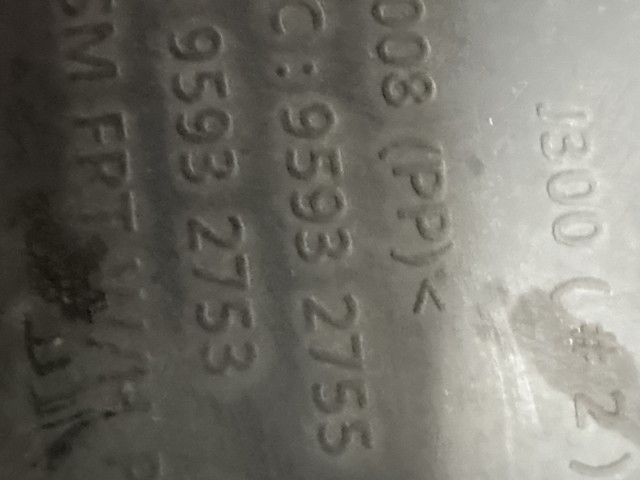 J300 (#2)
008 (PP)<
C: 9593 2755
9593 2753
SM FRT W/H P